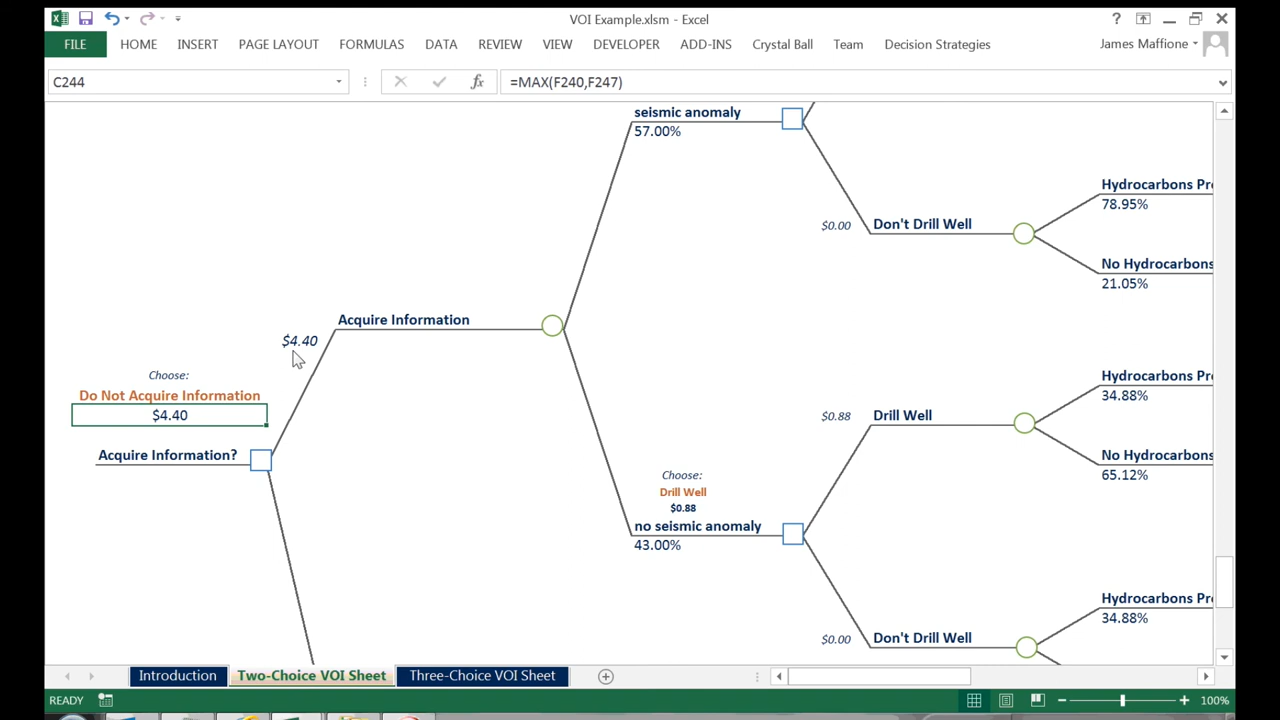 VOI Example.xlsm - Excel
?
FILE HOME INSERT PAGE LAYOUT FORMULAS DATA REVIEW VIEW DEVELOPER ADD-INS Crystal Ball Team Decision Strategies James Maffione
C244 fx =MAX(F240,F247)
seismic anomaly
57.00%
Hydrocarbons Pr
78.95%
$0.00 Don't Drill Well
No Hydrocarbons
21.05%
Acquire Information
$4.40
Choose:
Do Not Acquire Information
$4.40
Acquire Information?
Hydrocarbons Pr
34.88%
$0.88 Drill Well
No Hydrocarbons
65.12%
Choose:
Drill Well
$0.88
no seismic anomaly
43.00%
Hydrocarbons Pr
34.88%
$0.00 Don't Drill Well
Introduction Two-Choice VOI Sheet Three-Choice VOI Sheet
READY 100%